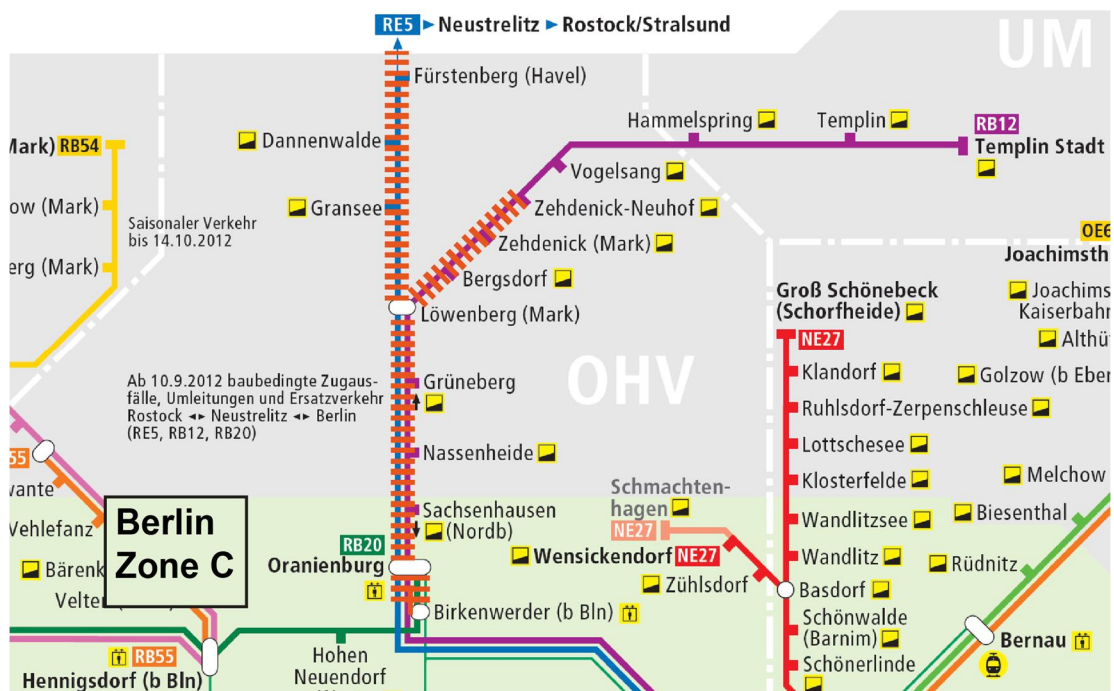 RE5 ► Neustrelitz ► Rostock/Stralsund
UM
Fürstenberg (Havel)
Hammelspring
Templin
RB12
Templin Stadt
Mark) RB54
Dannenwalde
Vogelsang
ow (Mark)
Gransee
Zehdenick-Neuhof
Saisonaler Verkehr
bis 14.10.2012
OE6
Zehdenick (Mark)
Joachimsth
erg (Mark)
Bergsdorf
Groß Schönebeck
(Schorfheide)
Joachims
Kaiserbahn
Löwenberg (Mark)
NE27
Althü
Ab 10.9.2012 baubedingte Zugaus-
fälle, Umleitungen und Ersatzverkehr
Rostock ◄► Neustrelitz ◄► Berlin
(RE5, RB12, RB20)
Grüneberg
OHV
Klandorf
Golzow (b Eber
Ruhlsdorf-Zerpenschleuse
Lottschesee
Nassenheide
55
Klosterfelde
Melchow
wante
Schmachten-
hagen
NE27
Sachsenhausen
(Nordb)
Wandlitzsee
Biesenthal
Vehlefanz
Berlin
Zone C
RB20
Oranienburg
Wensickendorf NE27
Wandlitz
Rüdnitz
Bärenk
Zühlsdorf
Basdorf
Velten
Birkenwerder (b Bln)
Schönwalde
(Barnim)
Bernau
RB55
Hennigsdorf (b Bln)
Hohen
Neuendorf
Schönerlinde